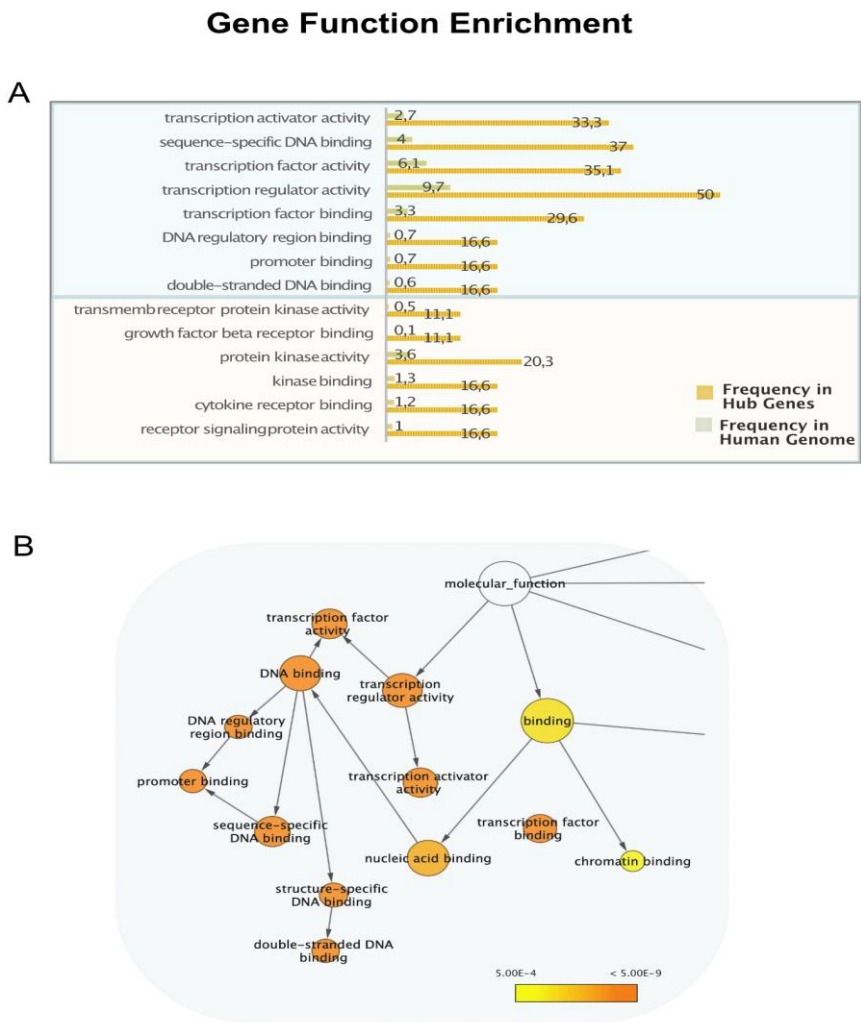 Gene Function Enrichment
A
transcription activator activity 2,7 33,3
sequence-specific DNA binding 4 37
transcription factor activity 6,1 35,1
transcription regulator activity 9,7 50
transcription factor binding 3,3 29,6
DNA regulatory region binding 0,7 16,6
promoter binding 0,7 16,6
double-stranded DNA binding 0,6 16,6
transmemb receptor protein kinase activity 0,5 11,1
growth factor beta receptor binding 0,1 11,1
protein kinase activity 3,6 20,3
kinase binding 1,3 16,6
cytokine receptor binding 1,2 16,6
receptor signaling protein activity 1 16,6
Frequency in
Hub Genes
Frequency in
Human Genome
B
molecular_function
transcription factor
activity
DNA binding
transcription
regulator activity
DNA regulatory
region binding
binding
promoter binding
transcription activator
activity
sequence-specific
DNA binding
transcription factor
binding
nucleic acid binding
chromatin binding
structure-specific
DNA binding
double-stranded DNA
binding
5.00E-4 < 5.00E-9